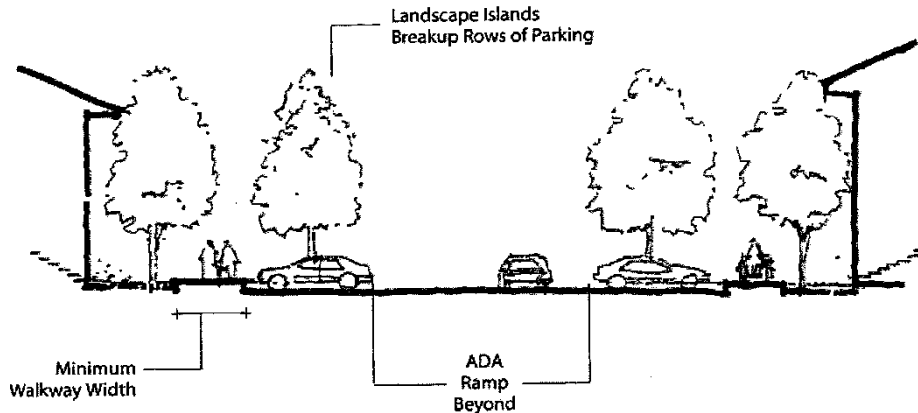 Landscape Islands
Breakup Rows of Parking
Minimum
Walkway Width
ADA
Ramp
Beyond